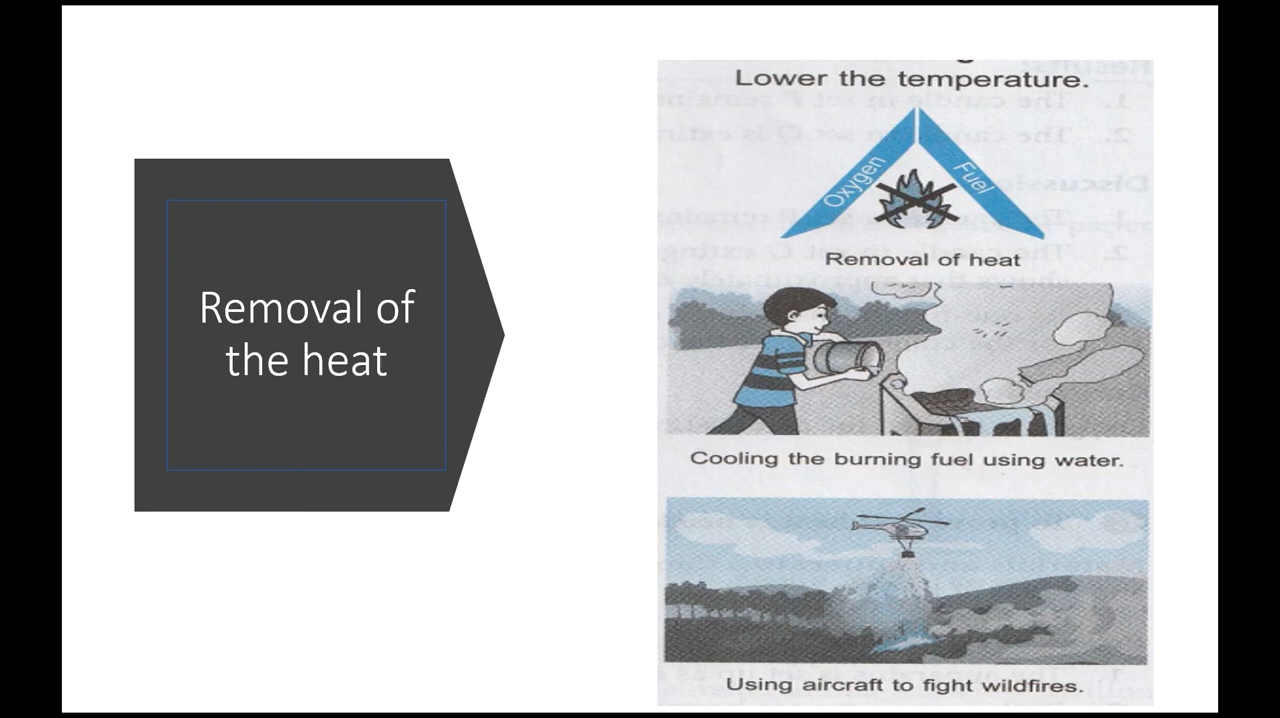 Removal of
the heat
Lower the temperature.
Oxygen
Fuel
Removal of heat
Cooling the burning fuel using water.
Using aircraft to fight wildfires.